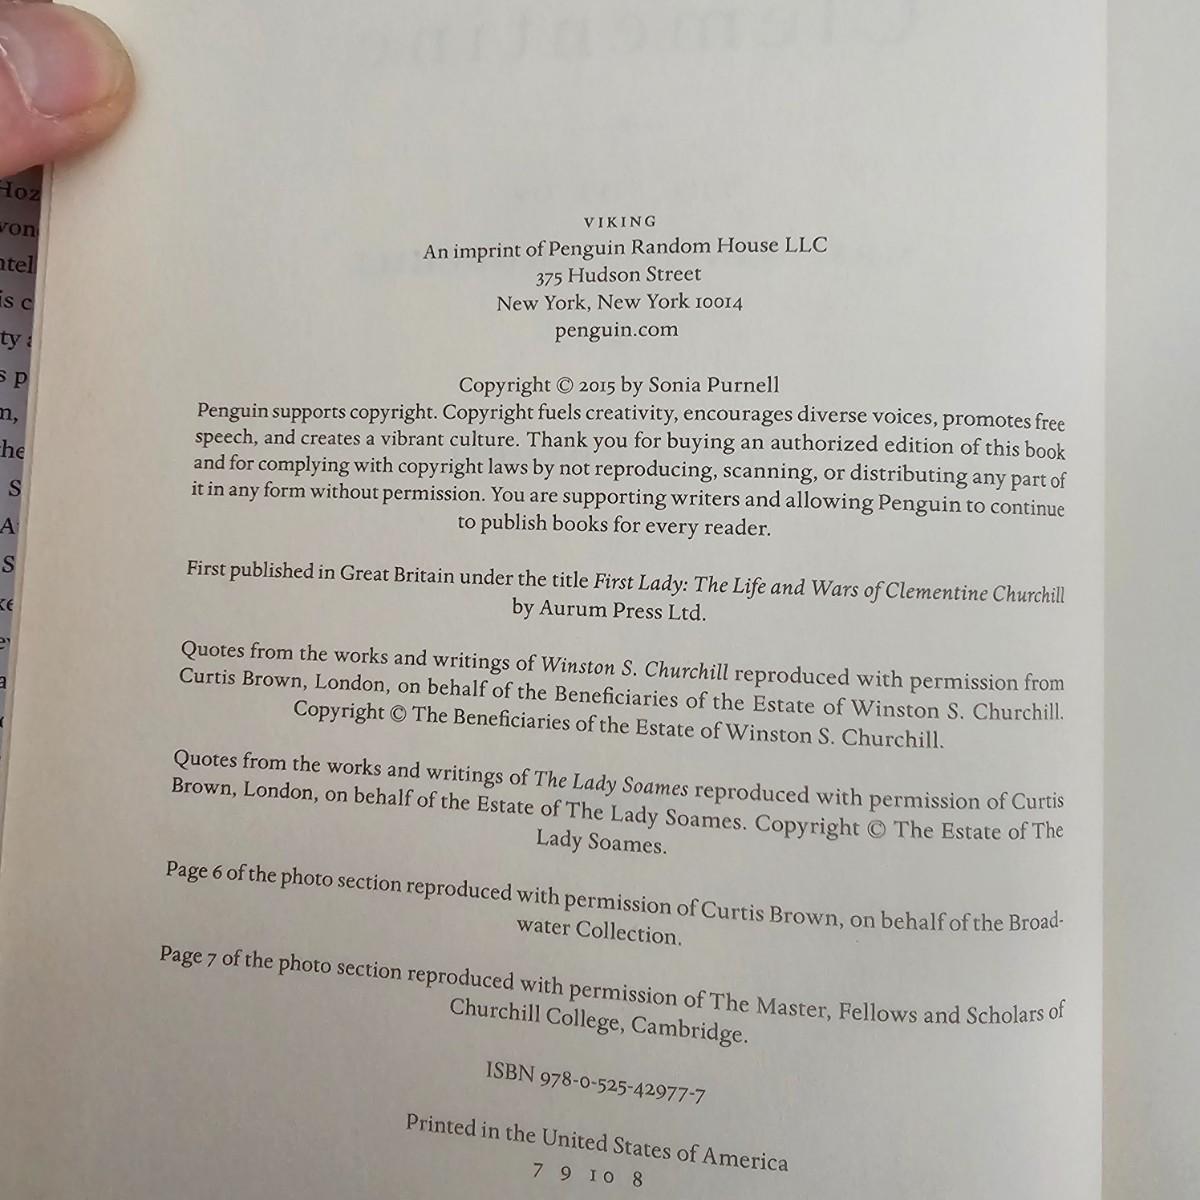 Clementine
Hoz
von
ntell
is c
ty a
s p
n,
he
S
A
S
VIKING
An imprint of Penguin Random House LLC
375 Hudson Street
New York, New York 10014
penguin.com
Copyright © 2015 by Sonia Purnell
Penguin supports copyright. Copyright fuels creativity, encourages diverse voices, promotes free
speech, and creates a vibrant culture. Thank you for buying an authorized edition of this book
and for complying with copyright laws by not reproducing, scanning, or distributing any part of
it in any form without permission. You are supporting writers and allowing Penguin to continue
to publish books for every reader.
First published in Great Britain under the title First Lady: The Life and Wars of Clementine Churchill
by Aurum Press Ltd.
Quotes from the works and writings of Winston S. Churchill reproduced with permission from
Curtis Brown, London, on behalf of the Beneficiaries of the Estate of Winston S. Churchill.
Copyright © The Beneficiaries of the Estate of Winston S. Churchill.
Quotes from the works and writings of The Lady Soames reproduced with permission of Curtis
Brown, London, on behalf of the Estate of The Lady Soames. Copyright © The Estate of The
Lady Soames.
Page 6 of the photo section reproduced with permission of Curtis Brown, on behalf of the Broad-
water Collection.
Page 7 of the photo section reproduced with permission of The Master, Fellows and Scholars of
Churchill College, Cambridge.
ISBN 978-0-525-42977-7
Printed in the United States of America
7 9 10 8